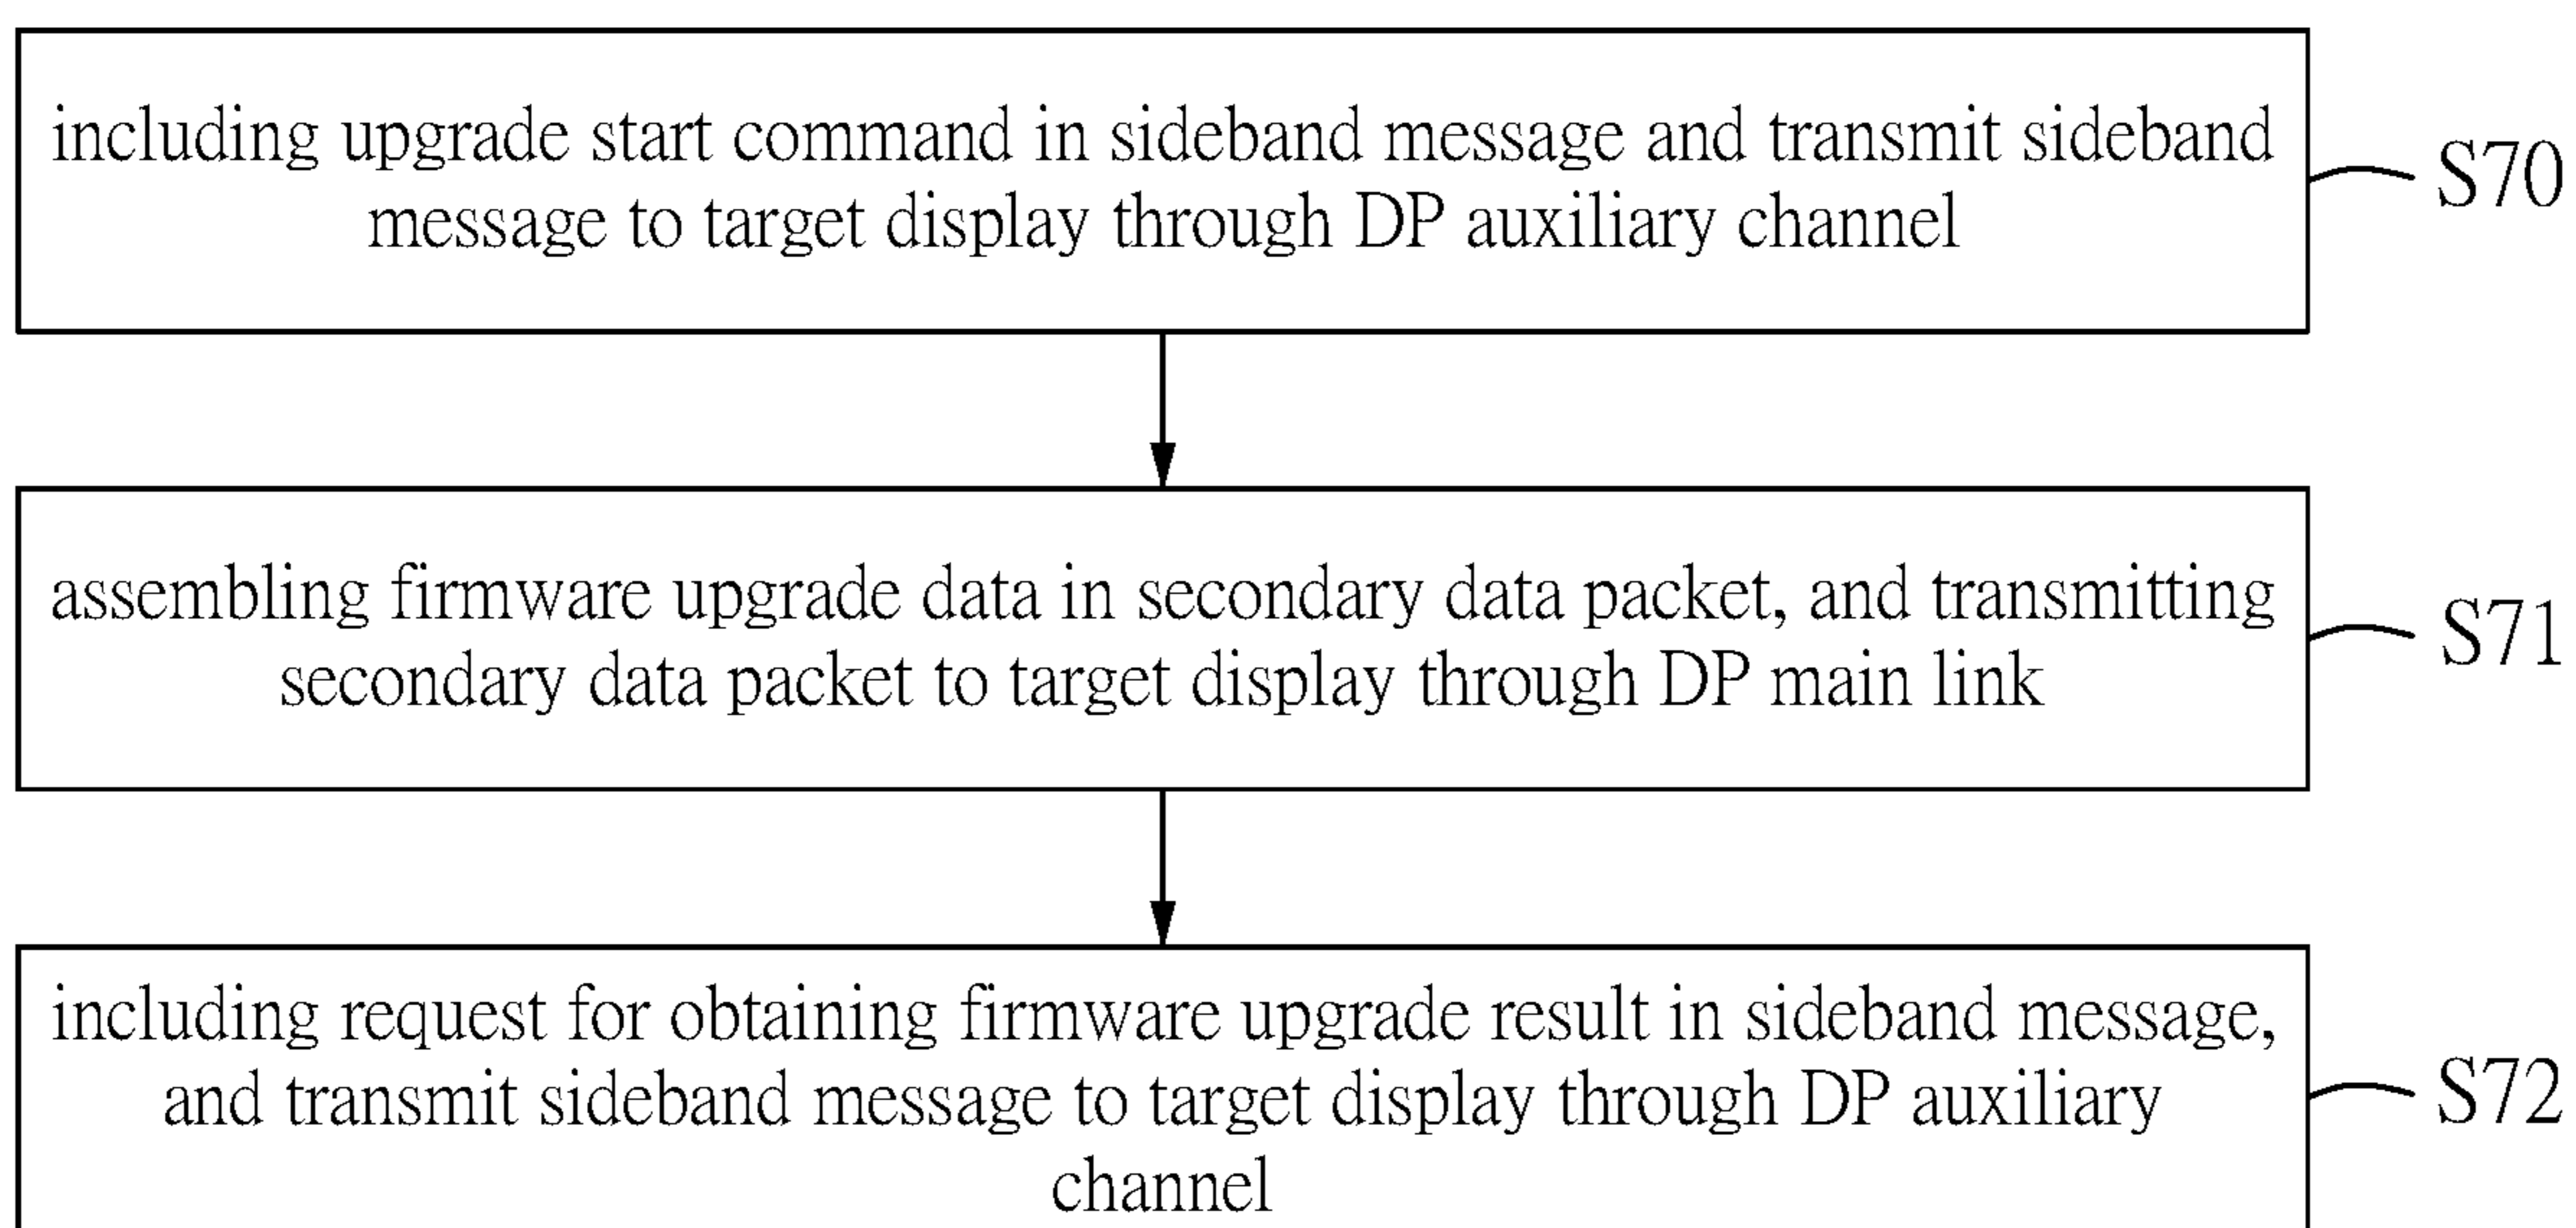 including upgrade start command in sideband message and transmit sideband
message to target display through DP auxiliary channel
S70
assembling firmware upgrade data in secondary data packet, and transmitting
secondary data packet to target display through DP main link
S71
including request for obtaining firmware upgrade result in sideband message,
and transmit sideband message to target display through DP auxiliary
channel
S72